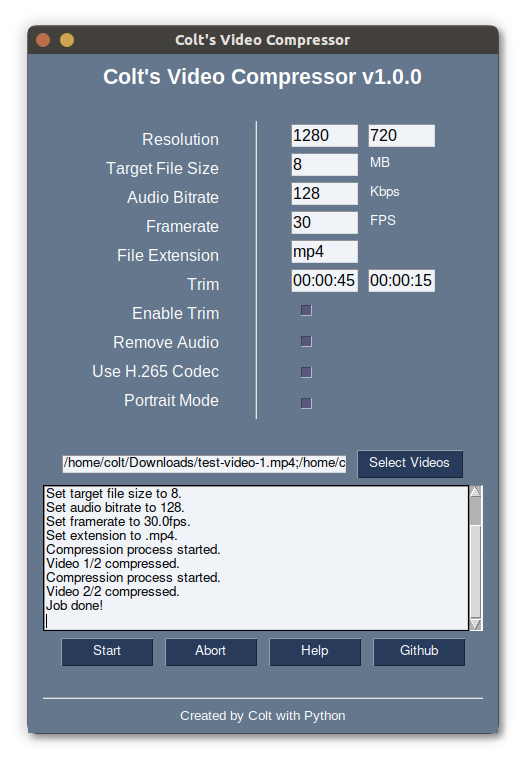 Colt's Video Compressor
Colt's Video Compressor v1.0.0
Resolution 1280 720
Target File Size 8 MB
Audio Bitrate 128 Kbps
Framerate 30 FPS
File Extension mp4
Trim 00:00:45 00:00:15
Enable Trim
Remove Audio
Use H.265 Codec
Portrait Mode
/home/colt/Downloads/test-video-1.mp4;/home/c Select Videos
Set target file size to 8.
Set audio bitrate to 128.
Set framerate to 30.0fps.
Set extension to .mp4.
Compression process started.
Video 1/2 compressed.
Compression process started.
Video 2/2 compressed.
Job done!
Start Abort Help Github
Created by Colt with Python